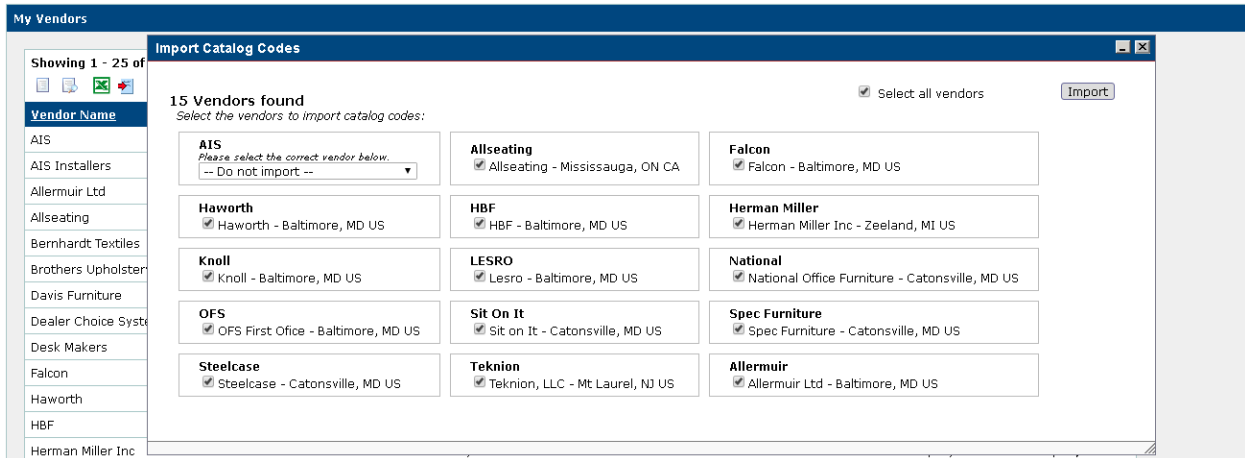 My Vendors
Import Catalog Codes
Showing 1 - 25 of
15 Vendors found
Select all vendors
Import
Select the vendors to import catalog codes:
Vendor Name
AIS
AIS Installers
Allermuir Ltd
Allseating
Bernhardt Textiles
Brothers Upholstery
Davis Furniture
Dealer Choice Syste
Desk Makers
Falcon
Haworth
HBF
Herman Miller Inc
AIS
Please select the correct vendor below.
-- Do not import --
Allseating
Allseating - Mississauga, ON CA
Falcon
Falcon - Baltimore, MD US
Haworth
Haworth - Baltimore, MD US
HBF
HBF - Baltimore, MD US
Herman Miller
Herman Miller Inc - Zeeland, MI US
Knoll
Knoll - Baltimore, MD US
LESRO
Lesro - Baltimore, MD US
National
National Office Furniture - Catonsville, MD US
OFS
OFS First Ofice - Baltimore, MD US
Sit On It
Sit on It - Catonsville, MD US
Spec Furniture
Spec Furniture - Catonsville, MD US
Steelcase
Steelcase - Catonsville, MD US
Teknion
Teknion, LLC - Mt Laurel, NJ US
Allermuir
Allermuir Ltd - Baltimore, MD US